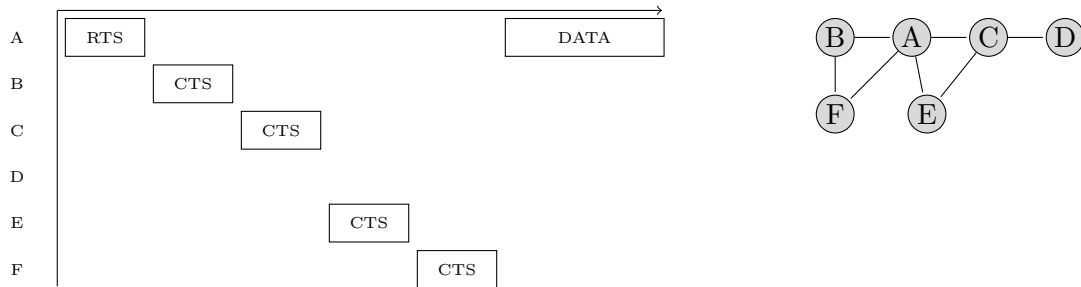 A RTS DATA
B CTS
C CTS
D
E CTS
F CTS
B A C D
F E